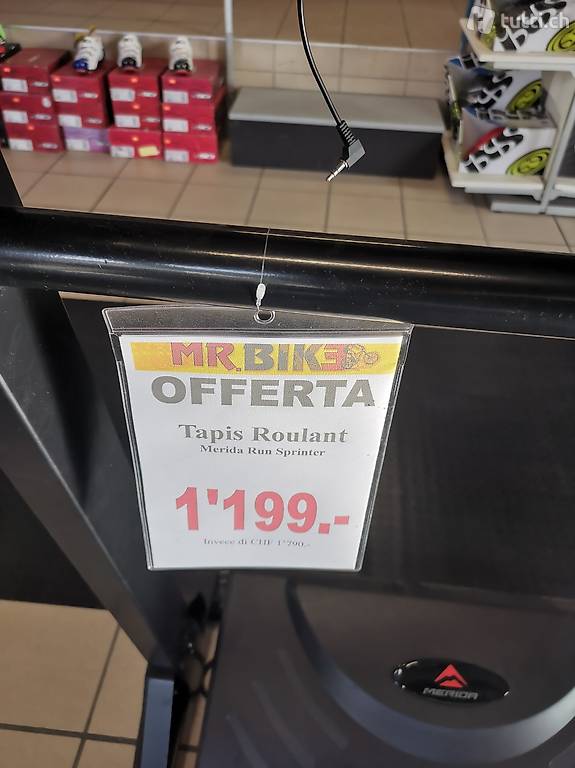 tutti.ch
MR. BIKE
OFFERTA
Tapis Roulant
Merida Run Sprinter
1'199.-
Invece di CHF 1'790.-
MERIDA